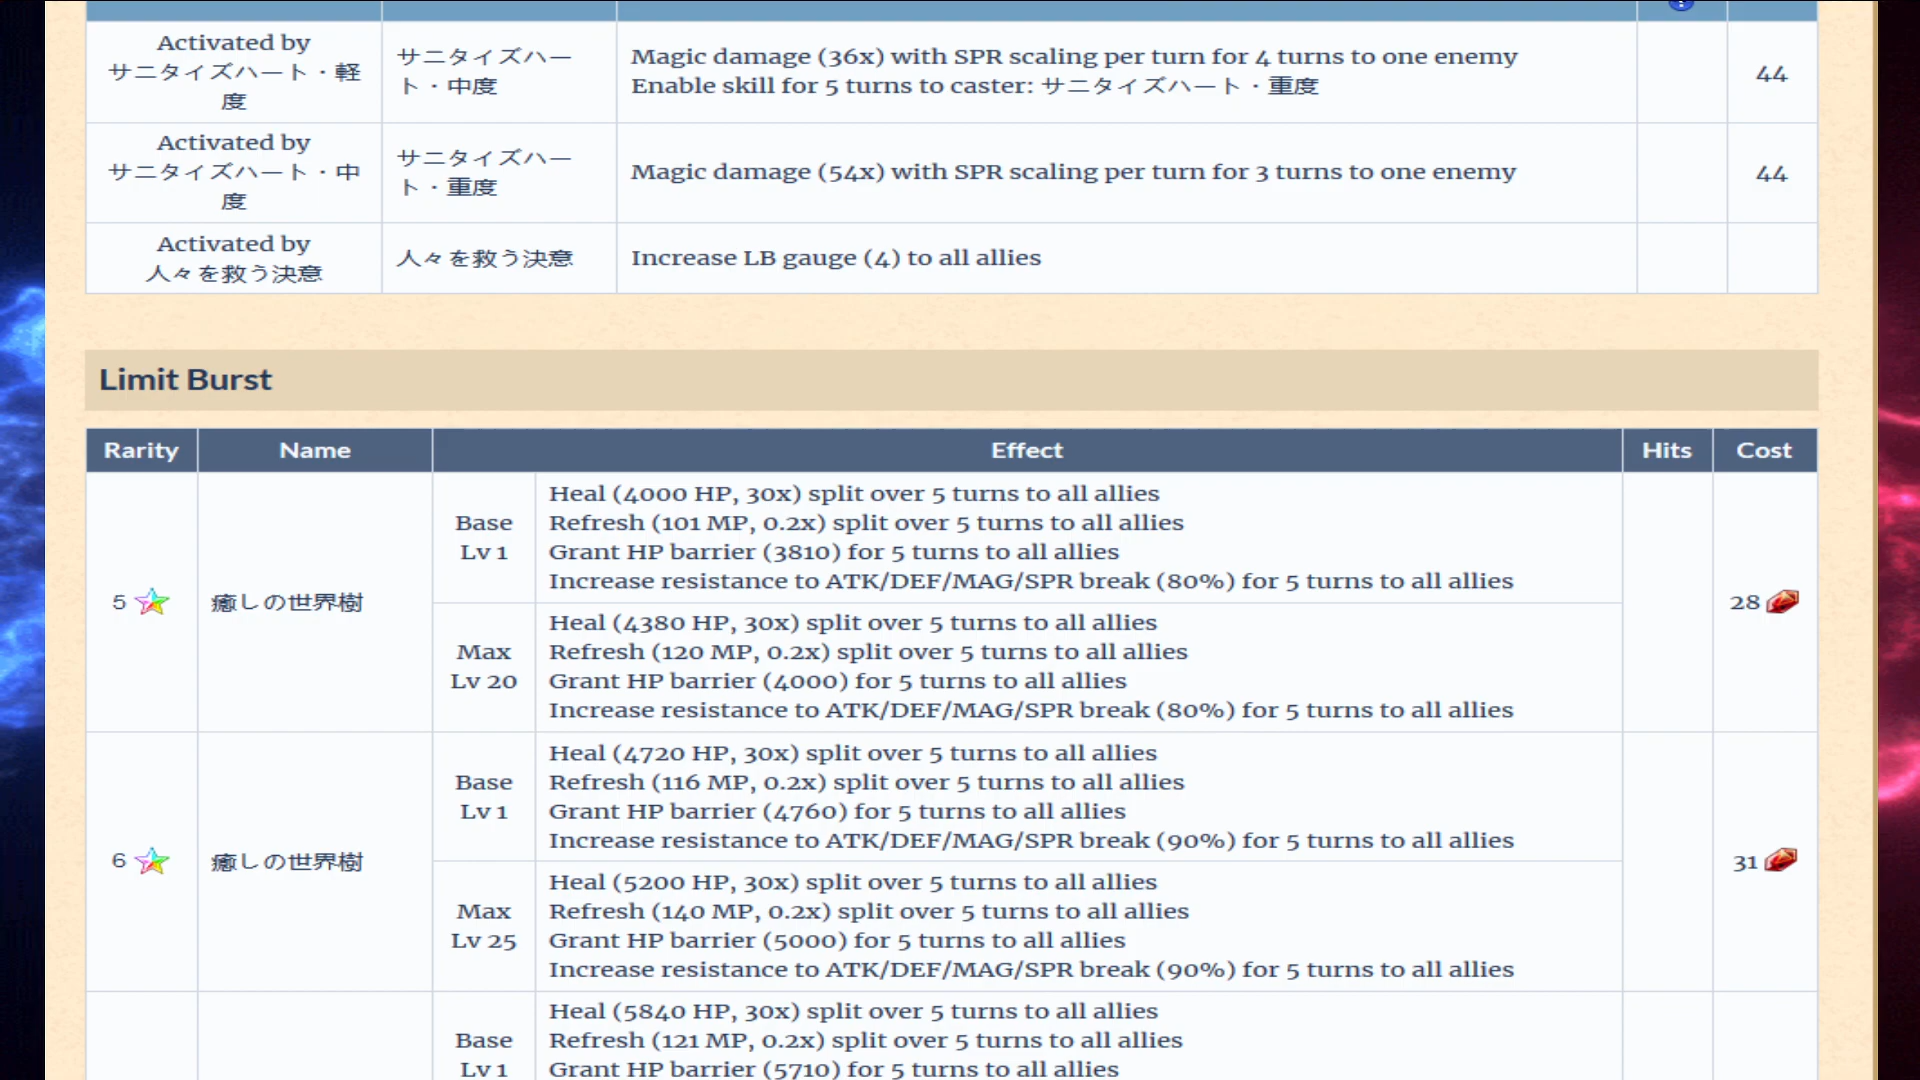 Activated by
サニタイズハート・軽
度
サニタイズハー
ト・中度
Magic damage (36x) with SPR scaling per turn for 4 turns to one enemy
Enable skill for 5 turns to caster: サニタイズハート・重度
44
Activated by
サニタイズハート・中
度
サニタイズハー
ト・重度
Magic damage (54x) with SPR scaling per turn for 3 turns to one enemy
44
Activated by
人々を救う決意
人々を救う決意
Increase LB gauge (4) to all allies
Limit Burst
Rarity Name Effect Hits Cost
5
癒しの世界樹
Base
Lv 1
Heal (4000 HP, 30x) split over 5 turns to all allies
Refresh (101 MP, 0.2x) split over 5 turns to all allies
Grant HP barrier (3810) for 5 turns to all allies
Increase resistance to ATK/DEF/MAG/SPR break (80%) for 5 turns to all allies
Max
Lv 20
Heal (4380 HP, 30x) split over 5 turns to all allies
Refresh (120 MP, 0.2x) split over 5 turns to all allies
Grant HP barrier (4000) for 5 turns to all allies
Increase resistance to ATK/DEF/MAG/SPR break (80%) for 5 turns to all allies
28
6
癒しの世界樹
Base
Lv 1
Heal (4720 HP, 30x) split over 5 turns to all allies
Refresh (116 MP, 0.2x) split over 5 turns to all allies
Grant HP barrier (4760) for 5 turns to all allies
Increase resistance to ATK/DEF/MAG/SPR break (90%) for 5 turns to all allies
Max
Lv 25
Heal (5200 HP, 30x) split over 5 turns to all allies
Refresh (140 MP, 0.2x) split over 5 turns to all allies
Grant HP barrier (5000) for 5 turns to all allies
Increase resistance to ATK/DEF/MAG/SPR break (90%) for 5 turns to all allies
31
Base
Lv 1
Heal (5840 HP, 30x) split over 5 turns to all allies
Refresh (121 MP, 0.2x) split over 5 turns to all allies
Grant HP barrier (5710) for 5 turns to all allies